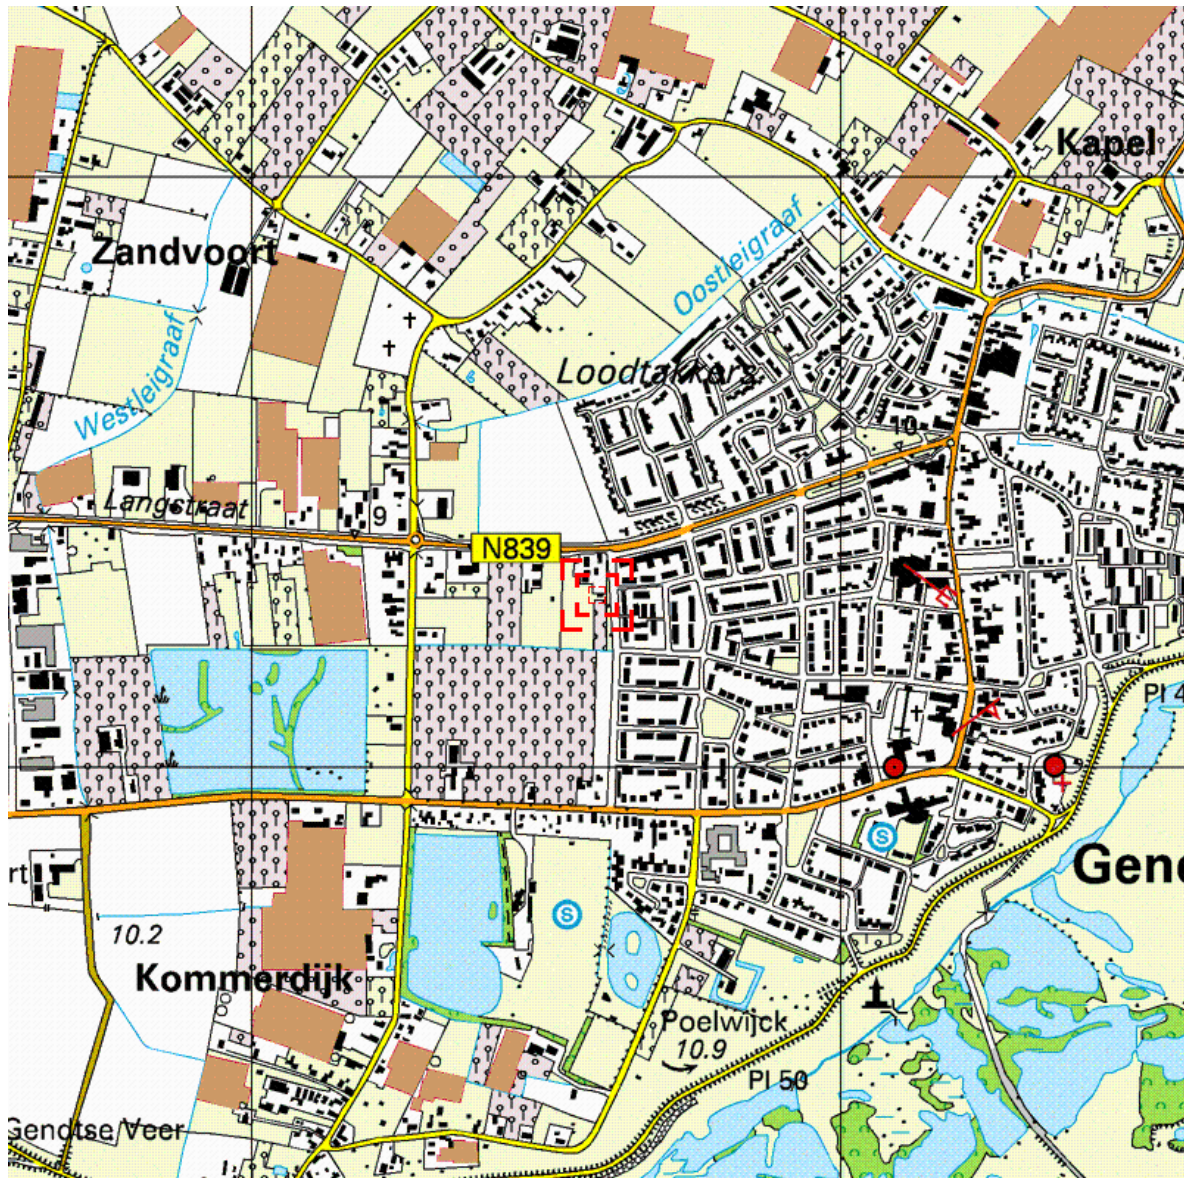 Kapel
Zandvoort
Oostleigraaf
Westleigraaf
Loodtakkers
10
Langstraat
9
N839
Pl 4
S
Gend
rt
S
10.2
Kommerdijk
Poelwijck
10.9
Pl 50
Gendtse Veer